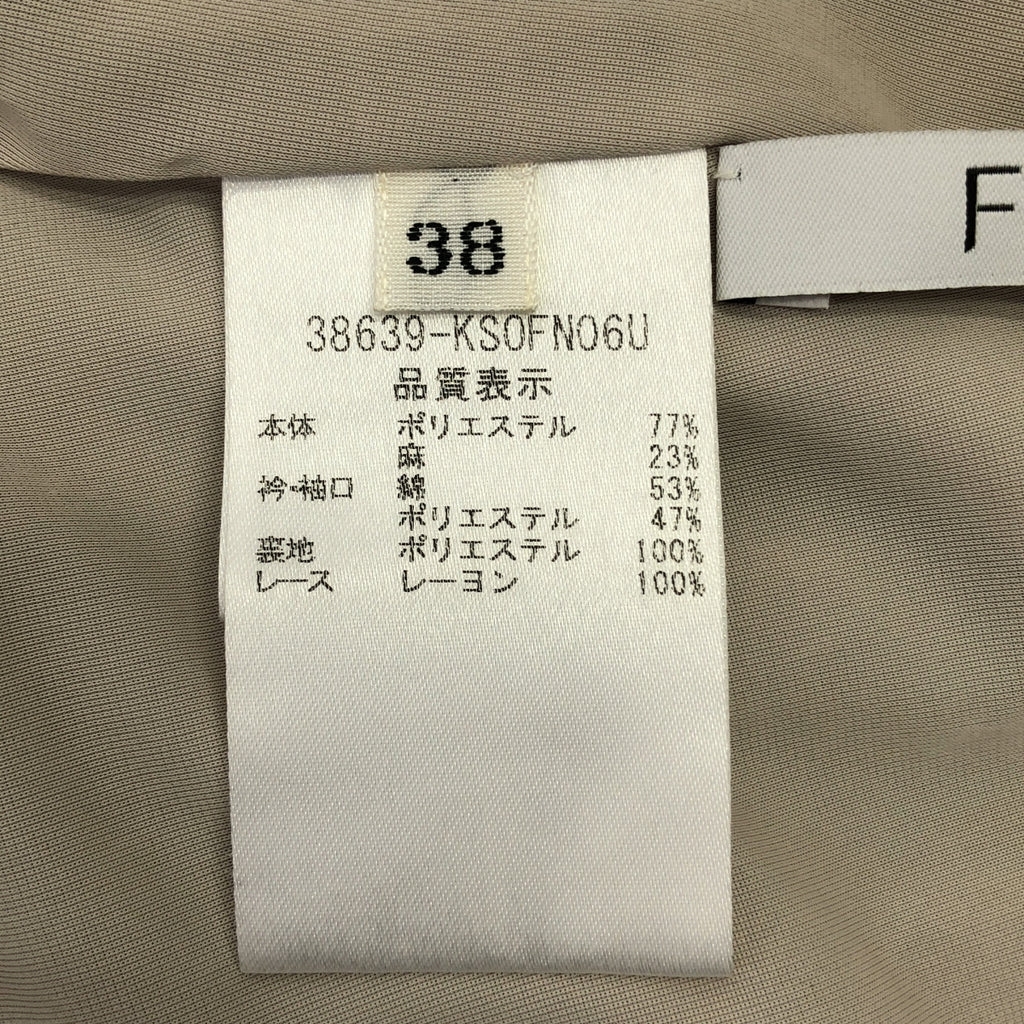 38
F
38639-KSOFN06U
品質表示
本体 ポリエステル 77%
麻 23%
衿・袖口 綿 53%
ポリエステル 47%
裏地 ポリエステル 100%
レース レーヨン 100%